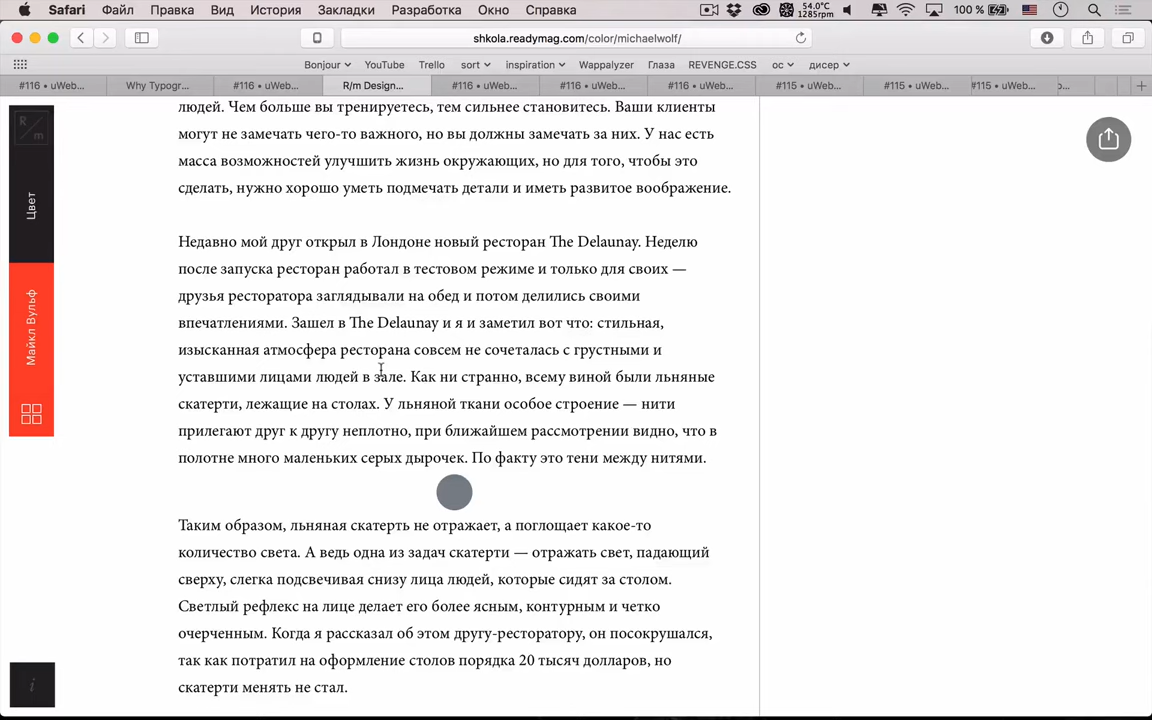 Safari Файл Правка Вид История Закладки Разработка Окно Справка 54.0°C 1285rpm 100 %
shkola.readymag.com/color/michaelwolf/
Bonjour YouTube Trello sort inspiration Wappalyzer Глаза REVENGE.CSS ос дисер
#116 • uWeb... Why Typogr... #116 • uWeb... R/m Design... #116 • uWeb... #116 • uWeb... #116 • uWeb... #115 • uWeb... #115 • uWeb... #115 • uWeb...
R/m
Цвет
Майкл Вульф
i
людей. Чем больше вы тренируетесь, тем сильнее становитесь. Ваши клиенты
могут не замечать чего-то важного, но вы должны замечать за них. У нас есть
масса возможностей улучшить жизнь окружающих, но для того, чтобы это
сделать, нужно хорошо уметь подмечать детали и иметь развитое воображение.
Недавно мой друг открыл в Лондоне новый ресторан The Delaunay. Неделю
после запуска ресторан работал в тестовом режиме и только для своих —
друзья ресторатора заглядывали на обед и потом делились своими
впечатлениями. Зашел в The Delaunay и я и заметил вот что: стильная,
изысканная атмосфера ресторана совсем не сочеталась с грустными и
уставшими лицами людей в зале. Как ни странно, всему виной были льняные
скатерти, лежащие на столах. У льняной ткани особое строение — нити
прилегают друг к другу неплотно, при ближайшем рассмотрении видно, что в
полотне много маленьких серых дырочек. По факту это тени между нитями.
Таким образом, льняная скатерть не отражает, а поглощает какое-то
количество света. А ведь одна из задач скатерти — отражать свет, падающий
сверху, слегка подсвечивая снизу лица людей, которые сидят за столом.
Светлый рефлекс на лице делает его более ясным, контурным и четко
очерченным. Когда я рассказал об этом другу-ресторатору, он посокрушался,
так как потратил на оформление столов порядка 20 тысяч долларов, но
скатерти менять не стал.